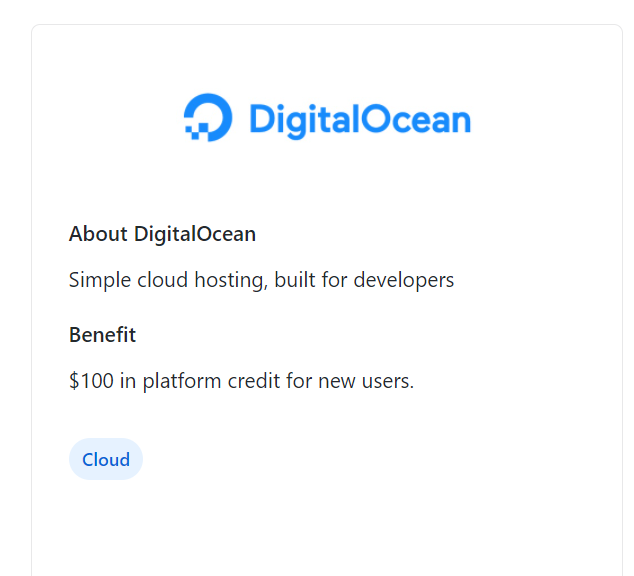 DigitalOcean
About DigitalOcean
Simple cloud hosting, built for developers
Benefit
$100 in platform credit for new users.
Cloud